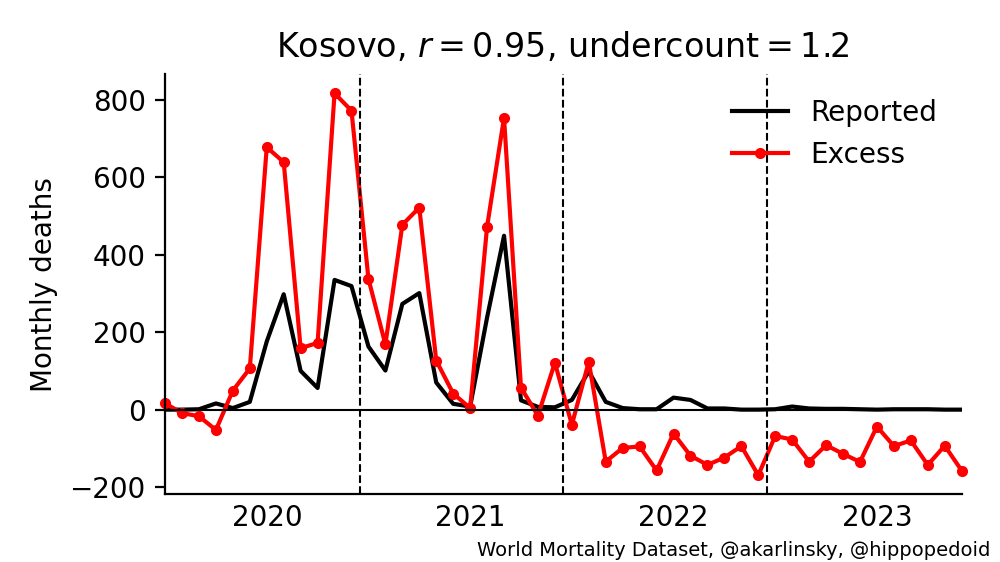 Kosovo, r = 0.95, undercount = 1.2
Monthly deaths
800
600
400
200
0
−200
Reported
Excess
2020 2021 2022 2023
World Mortality Dataset, @akarlinsky, @hippopedoid